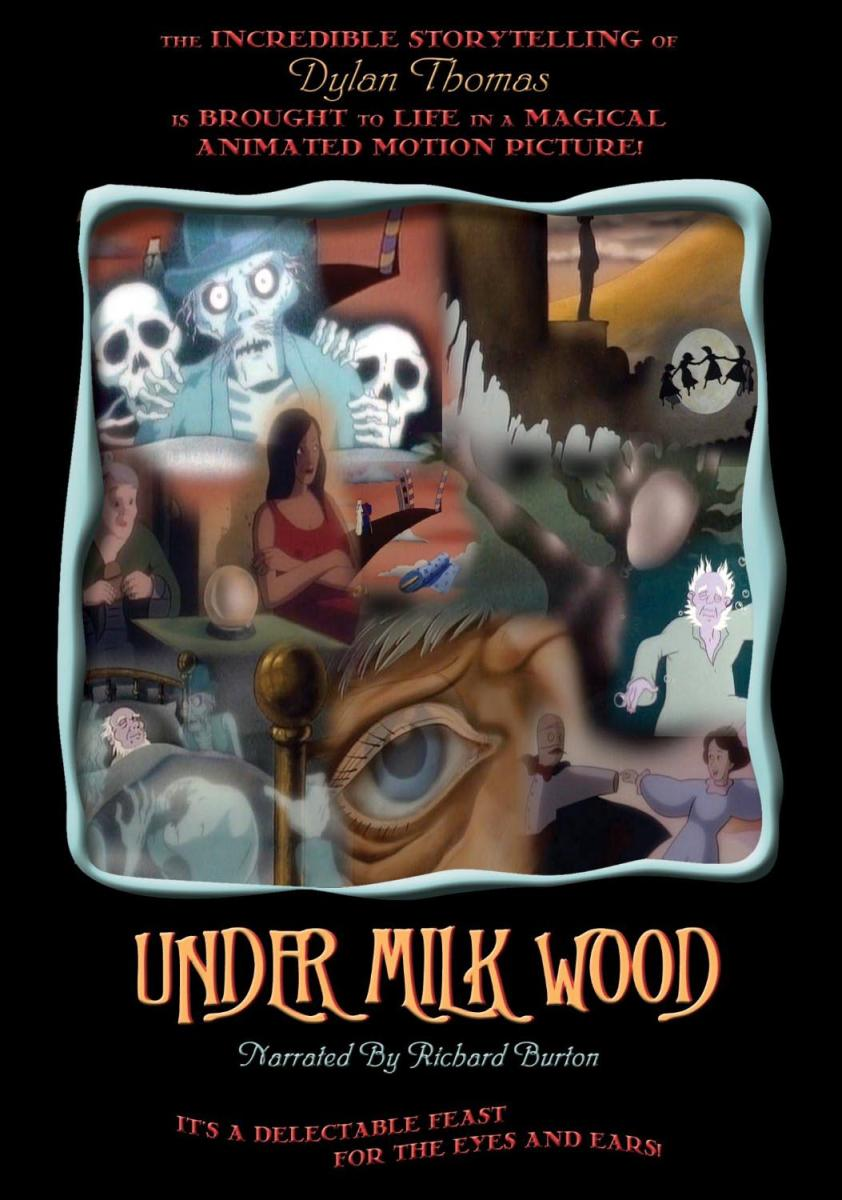 THE INCREDIBLE STORYTELLING OF
Dylan Thomas
IS BROUGHT TO LIFE IN A MAGICAL
ANIMATED MOTION PICTURE!
UNDER MILK WOOD
Narrated By Richard Burton
IT'S A DELECTABLE FEAST
FOR THE EYES AND EARS!